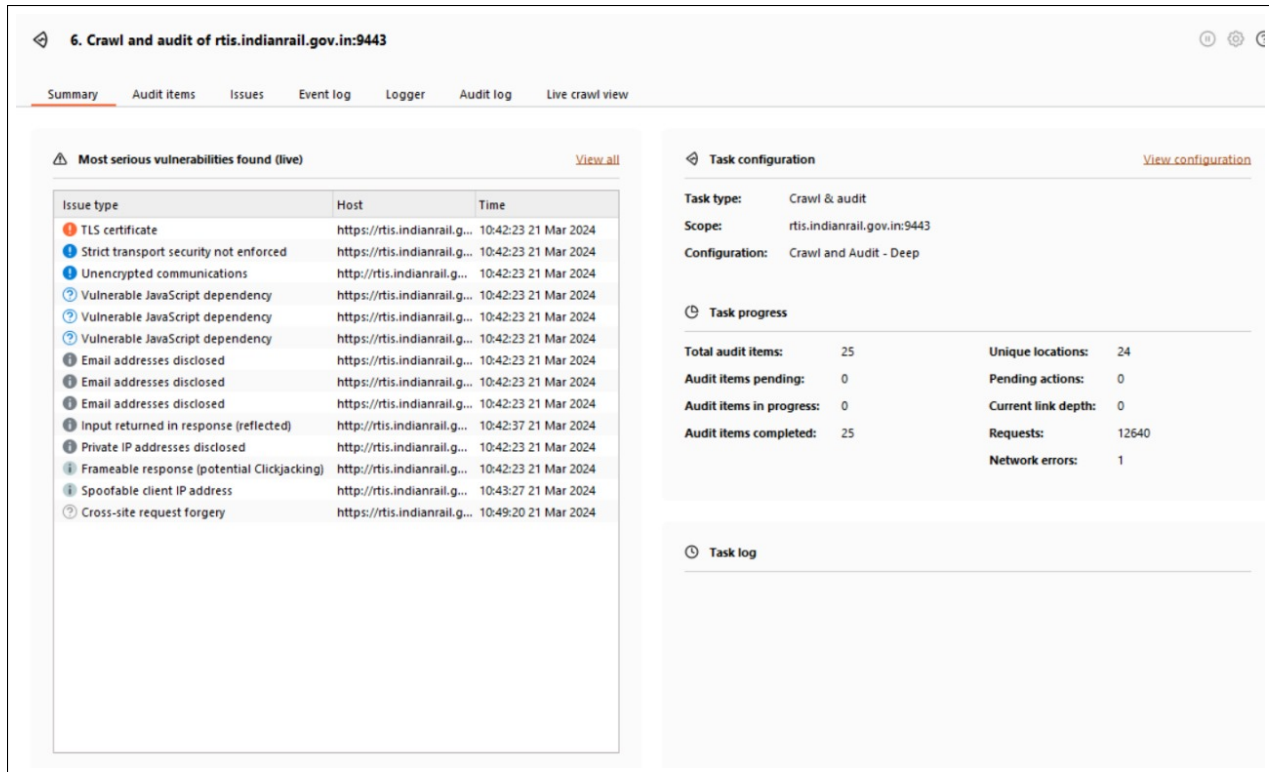 6. Crawl and audit of rtis.indianrail.gov.in:9443
Summary Audit items Issues Event log Logger Audit log Live crawl view
Most serious vulnerabilities found (live) View all
Issue type Host Time
TLS certificate https://rtis.indianrail.g... 10:42:23 21 Mar 2024
Strict transport security not enforced https://rtis.indianrail.g... 10:42:23 21 Mar 2024
Unencrypted communications http://rtis.indianrail.g... 10:42:23 21 Mar 2024
Vulnerable JavaScript dependency https://rtis.indianrail.g... 10:42:23 21 Mar 2024
Vulnerable JavaScript dependency https://rtis.indianrail.g... 10:42:23 21 Mar 2024
Vulnerable JavaScript dependency https://rtis.indianrail.g... 10:42:23 21 Mar 2024
Email addresses disclosed https://rtis.indianrail.g... 10:42:23 21 Mar 2024
Email addresses disclosed https://rtis.indianrail.g... 10:42:23 21 Mar 2024
Email addresses disclosed https://rtis.indianrail.g... 10:42:23 21 Mar 2024
Input returned in response (reflected) http://rtis.indianrail.g... 10:42:37 21 Mar 2024
Private IP addresses disclosed https://rtis.indianrail.g... 10:42:23 21 Mar 2024
Frameable response (potential Clickjacking) http://rtis.indianrail.g... 10:42:23 21 Mar 2024
Spoofable client IP address http://rtis.indianrail.g... 10:43:27 21 Mar 2024
Cross-site request forgery https://rtis.indianrail.g... 10:49:20 21 Mar 2024
Task configuration View configuration
Task type: Crawl & audit
Scope: rtis.indianrail.gov.in:9443
Configuration: Crawl and Audit - Deep
Task progress
Total audit items: 25 Unique locations: 24
Audit items pending: 0 Pending actions: 0
Audit items in progress: 0 Current link depth: 0
Audit items completed: 25 Requests: 12640
Network errors: 1
Task log